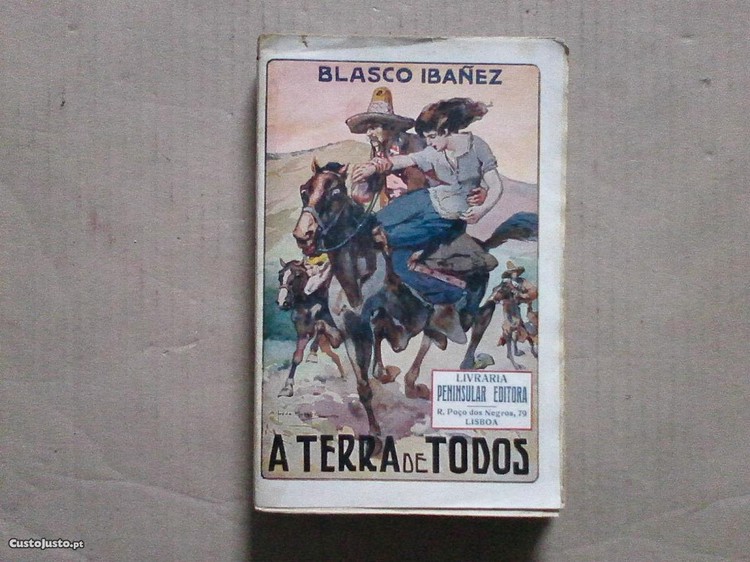 BLASCO IBAÑEZ
LIVRARIA
PENINSULAR EDITORA
R. Poço dos Negros, 79
LISBOA
A TERRA DE TODOS
CustoJusto.pt